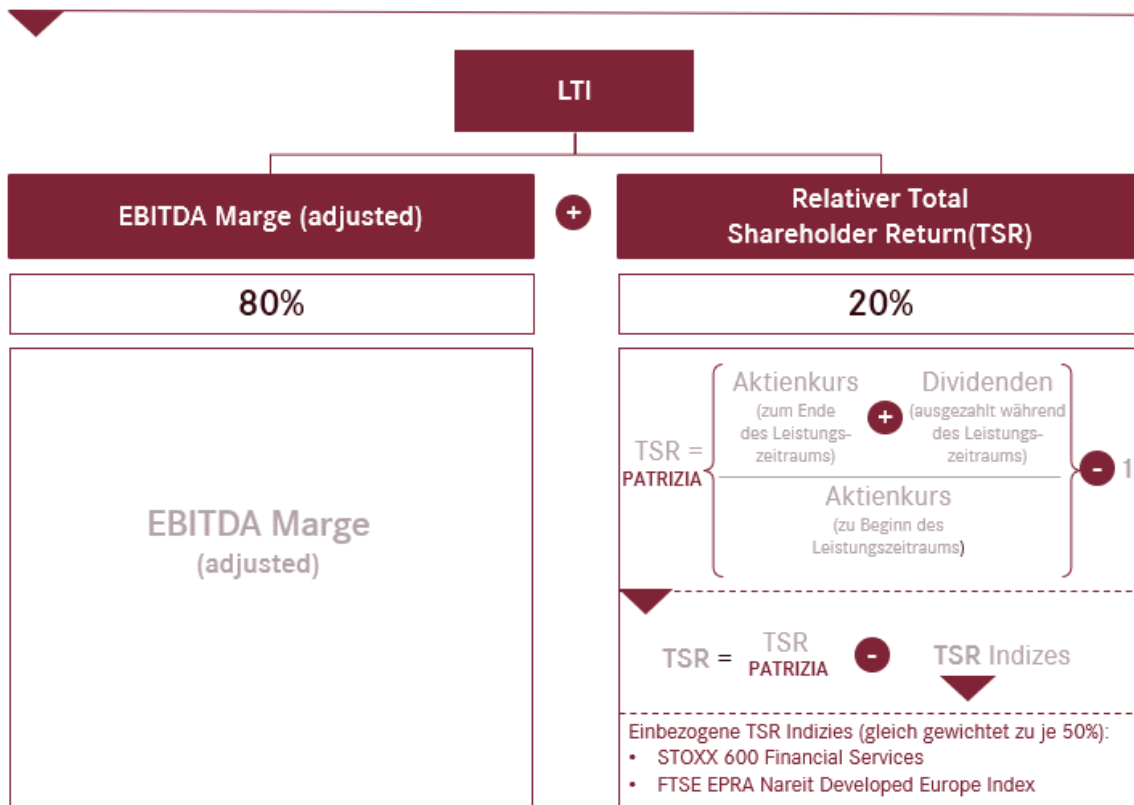 LTI
EBITDA Marge (adjusted)
+
Relativer Total
Shareholder Return(TSR)
80%
20%
EBITDA Marge
(adjusted)
TSR =
PATRIZIA
Aktienkurs
(zum Ende
des Leistungs-
zeitraums)
+
Dividenden
(ausgezahlt während
des Leistungs-
zeitraums)
Aktienkurs
(zu Beginn des
Leistungszeitraums)
- 1
TSR = TSR - TSR Indizes
PATRIZIA
Einbezogene TSR Indizies (gleich gewichtet zu je 50%):
• STOXX 600 Financial Services
• FTSE EPRA Nareit Developed Europe Index